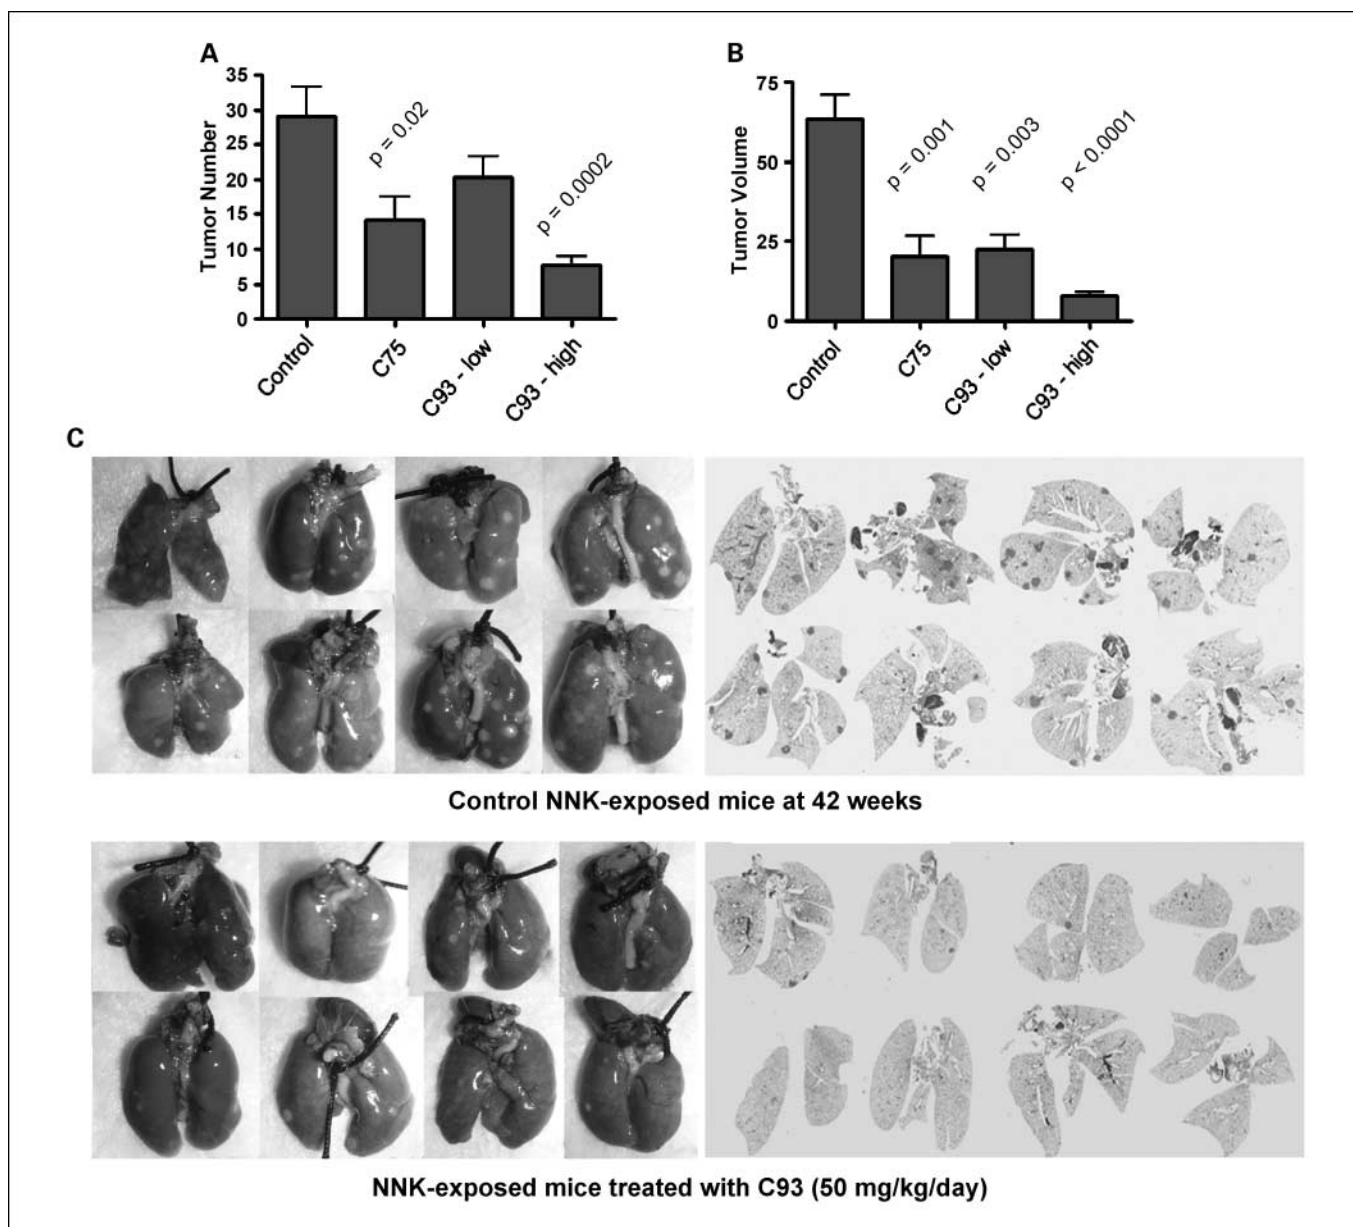 A
35
30
25
20
15
10
5
0
Tumor Number
p = 0.02
p = 0.0002
Control
C75
C93 - low
C93 - high
B
75
50
25
0
Tumor Volume
p = 0.001
p = 0.003
p < 0.0001
Control
C75
C93 - low
C93 - high
C
Control NNK-exposed mice at 42 weeks
NNK-exposed mice treated with C93 (50 mg/kg/day)